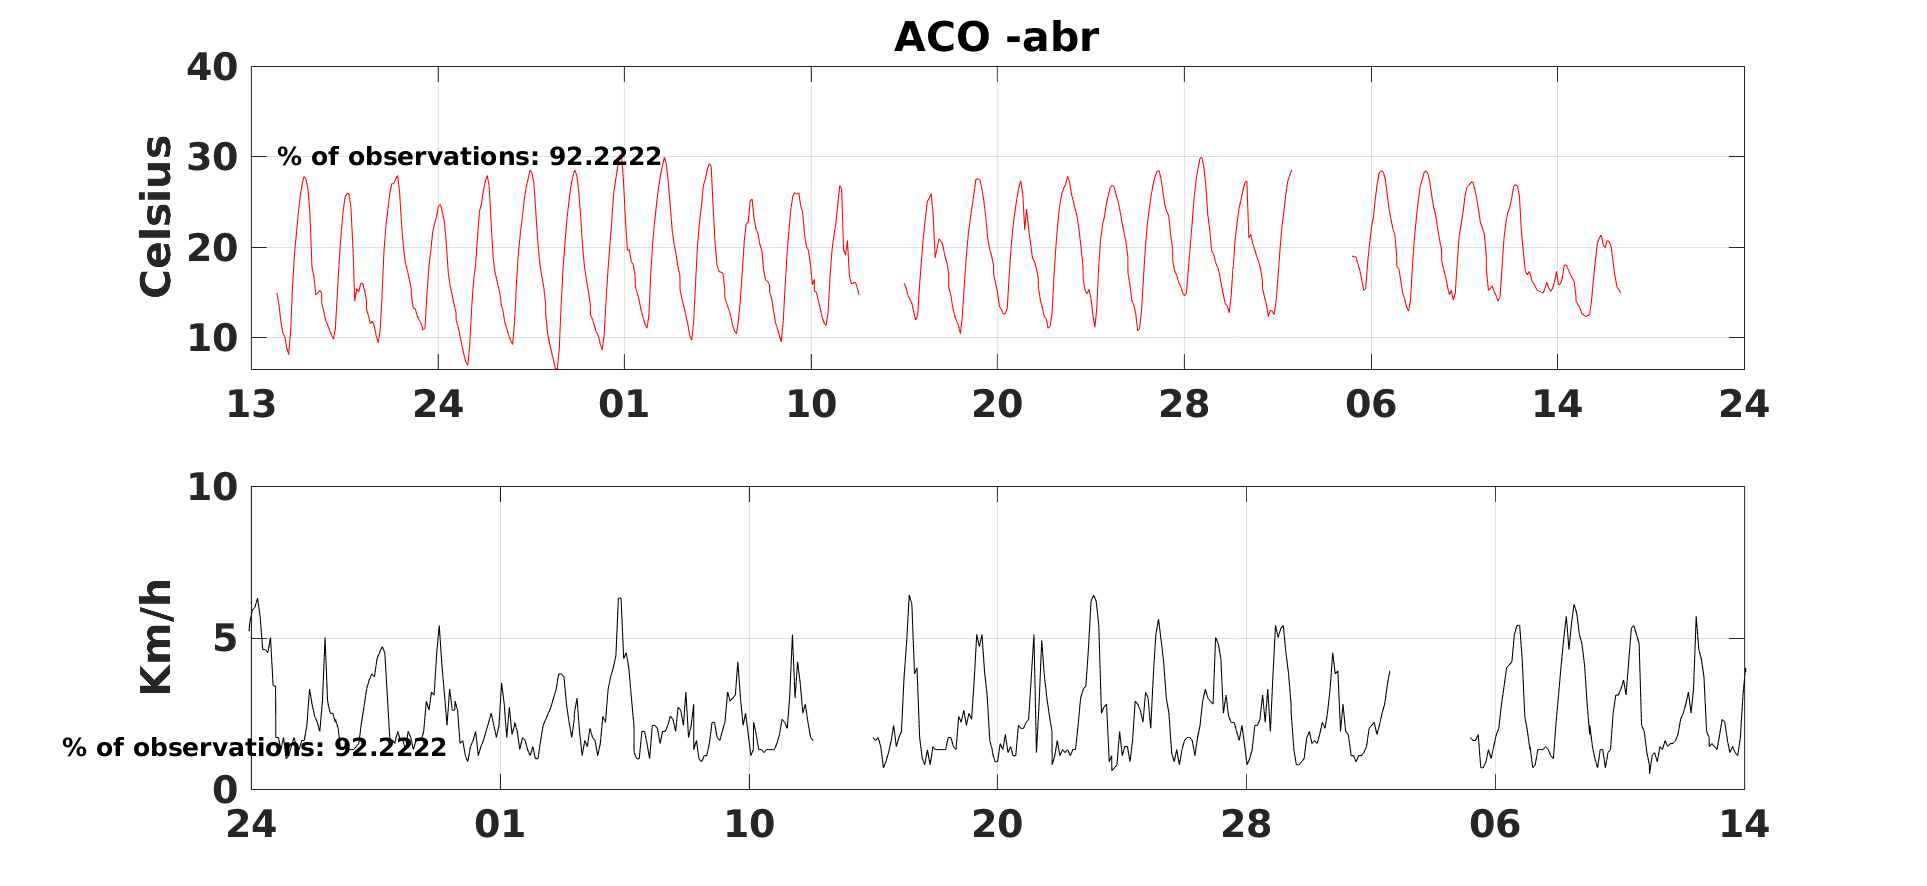 ACO -abr
40
30
20
10
Celsius
% of observations: 92.2222
13 24 01 10 20 28 06 14 24
10
5
0
Km/h
% of observations: 92.2222
24 01 10 20 28 06 14